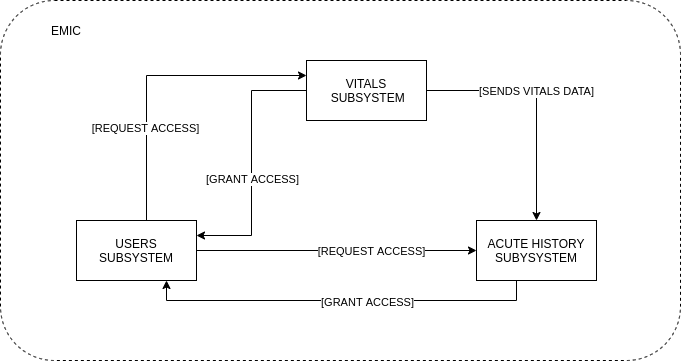 EMIC
VITALS
SUBSYSTEM
[SENDS VITALS DATA]
[REQUEST ACCESS]
[GRANT ACCESS]
USERS
SUBSYSTEM
[REQUEST ACCESS]
ACUTE HISTORY
SUBYSYSTEM
[GRANT ACCESS]